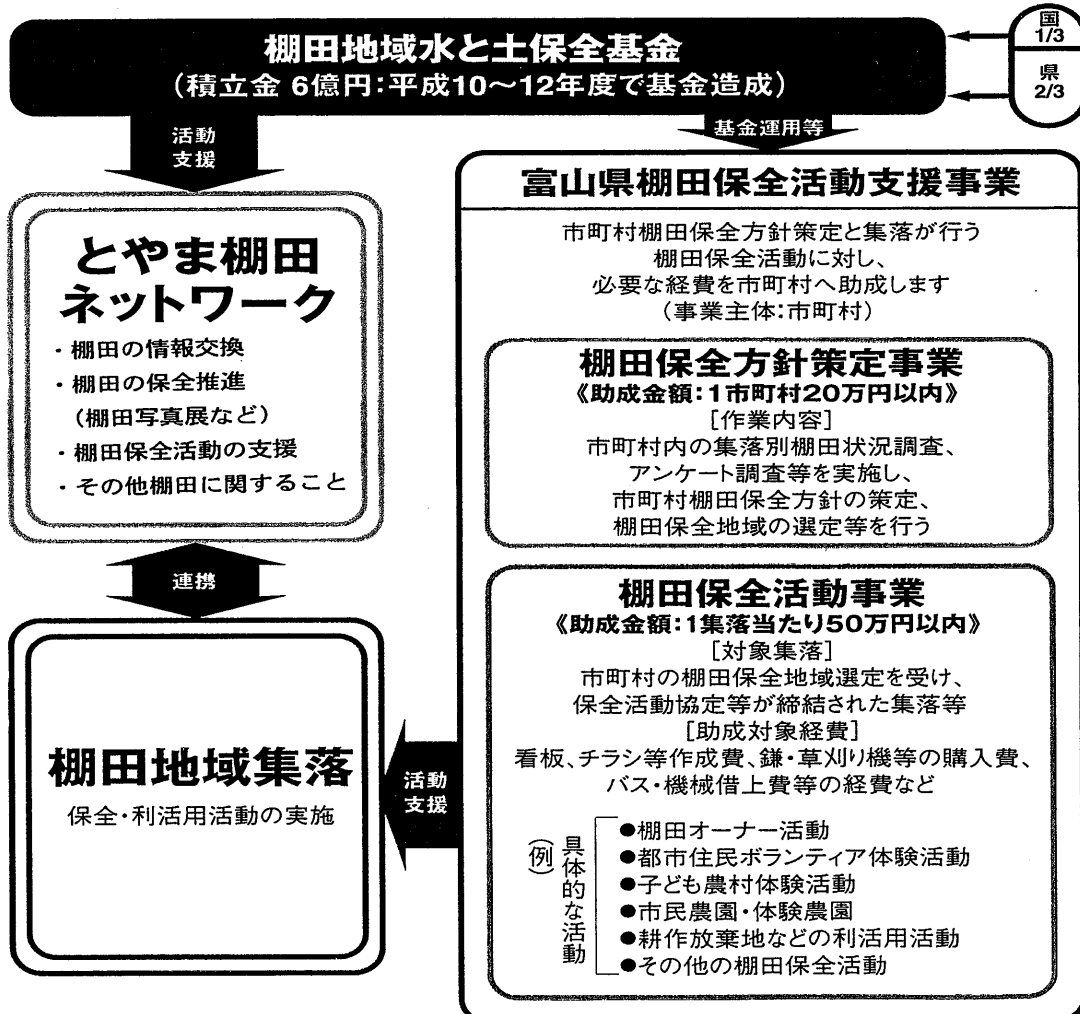 棚田地域水と土保全基金
(積立金 6億円:平成10〜12年度で基金造成)
国
1/3
県
2/3
活動
支援
基金運用等
とやま棚田
ネットワーク
・棚田の情報交換
・棚田の保全推進
(棚田写真展など)
・棚田保全活動の支援
・その他棚田に関すること
連携
棚田地域集落
保全・利活用活動の実施
活動
支援
富山県棚田保全活動支援事業
市町村棚田保全方針策定と集落が行う
棚田保全活動に対し、
必要な経費を市町村へ助成します
(事業主体:市町村)
棚田保全方針策定事業
《助成金額:1市町村20万円以内》
[作業内容]
市町村内の集落別棚田状況調査、
アンケート調査等を実施し、
市町村棚田保全方針の策定、
棚田保全地域の選定等を行う
棚田保全活動事業
《助成金額:1集落当たり50万円以内》
[対象集落]
市町村の棚田保全地域選定を受け、
保全活動協定等が締結された集落等
[助成対象経費]
看板、チラシ等作成費、鎌・草刈り機等の購入費、
バス・機械借上費等の経費など
具体的な活動
(例)
●棚田オーナー活動
●都市住民ボランティア体験活動
●子ども農村体験活動
●市民農園・体験農園
●耕作放棄地などの利活用活動
●その他の棚田保全活動